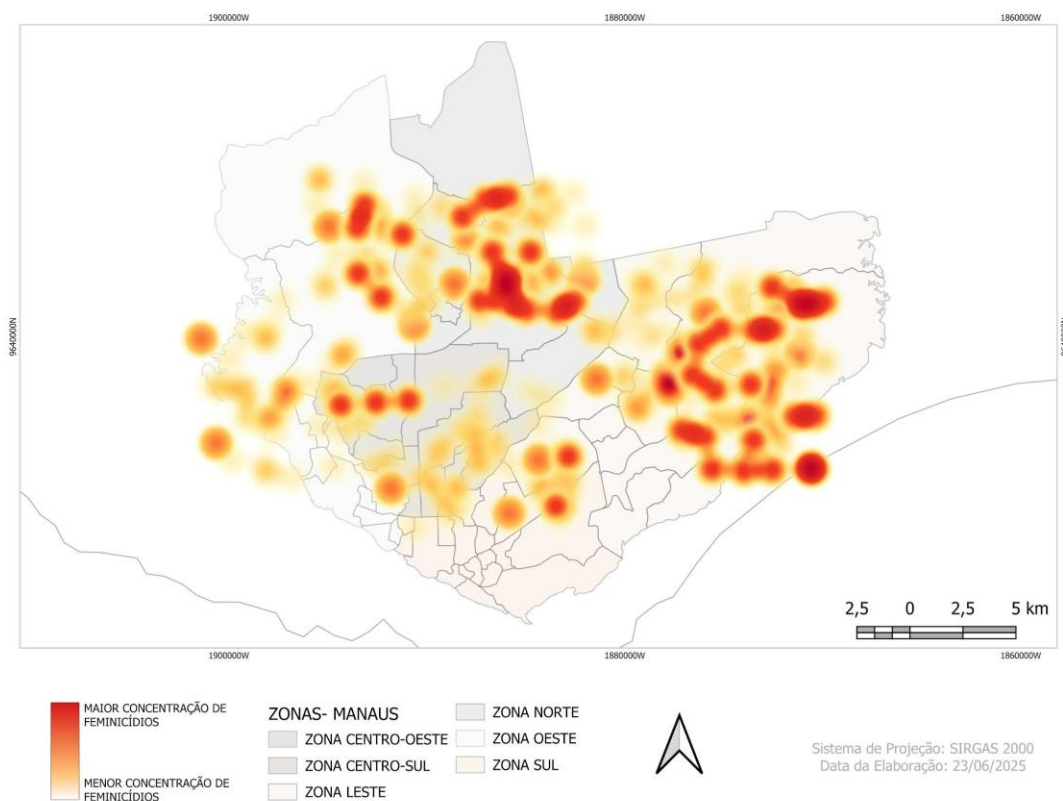 1900000W
1880000W
1860000W
9640000N
2,5 0 2,5 5 km
1900000W
1880000W
1860000W
MAIOR CONCENTRAÇÃO DE
FEMINICÍDIOS
MENOR CONCENTRAÇÃO DE
FEMINICÍDIOS
ZONAS- MANAUS
ZONA CENTRO-OESTE
ZONA CENTRO-SUL
ZONA LESTE
ZONA NORTE
ZONA OESTE
ZONA SUL
Sistema de Projeção: SIRGAS 2000
Data da Elaboração: 23/06/2025